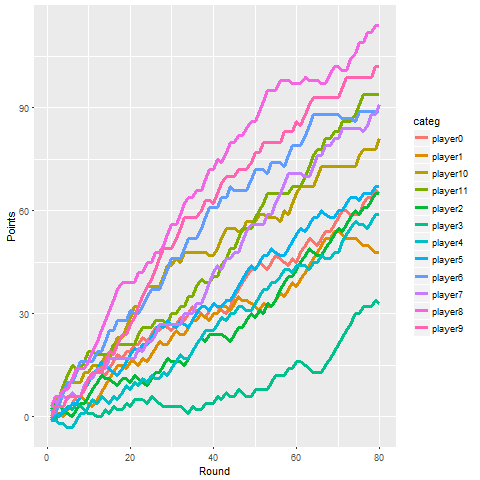 90
60
30
0
Points
0
20
40
60
80
Round
categ
player0
player1
player10
player11
player2
player3
player4
player5
player6
player7
player8
player9